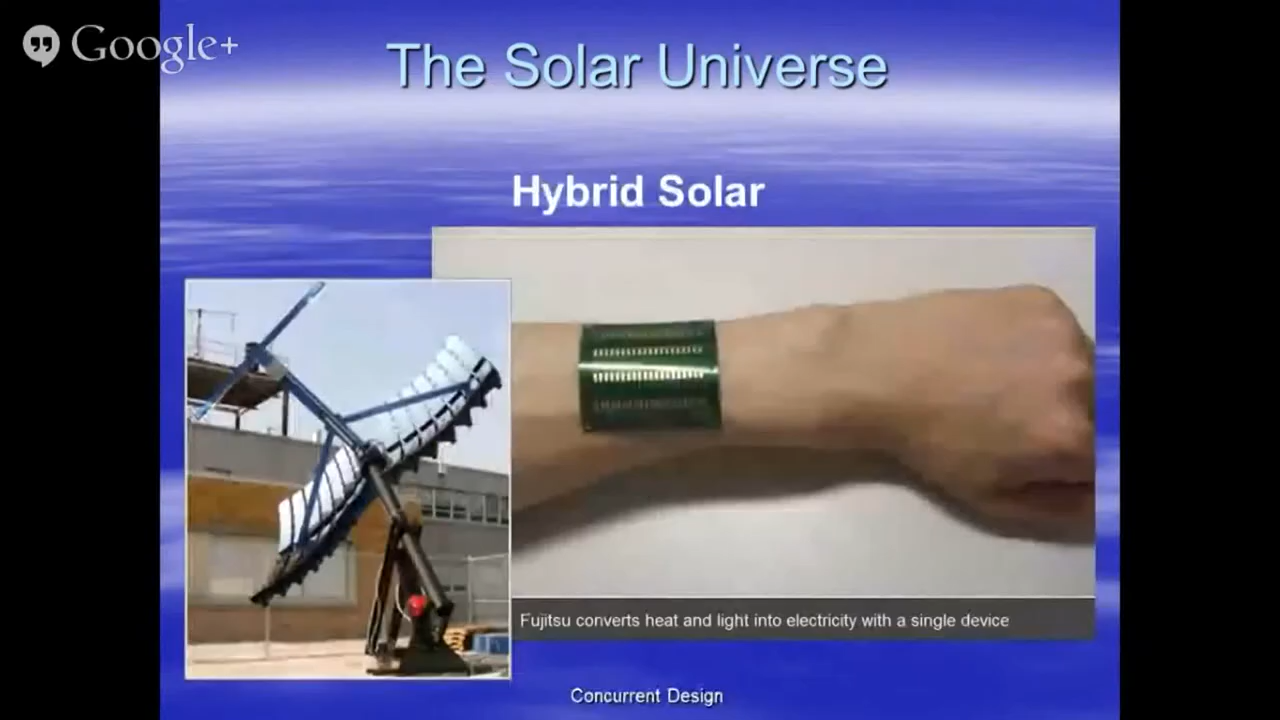 Google+
The Solar Universe
Hybrid Solar
Fujitsu converts heat and light into electricity with a single device
Concurrent Design